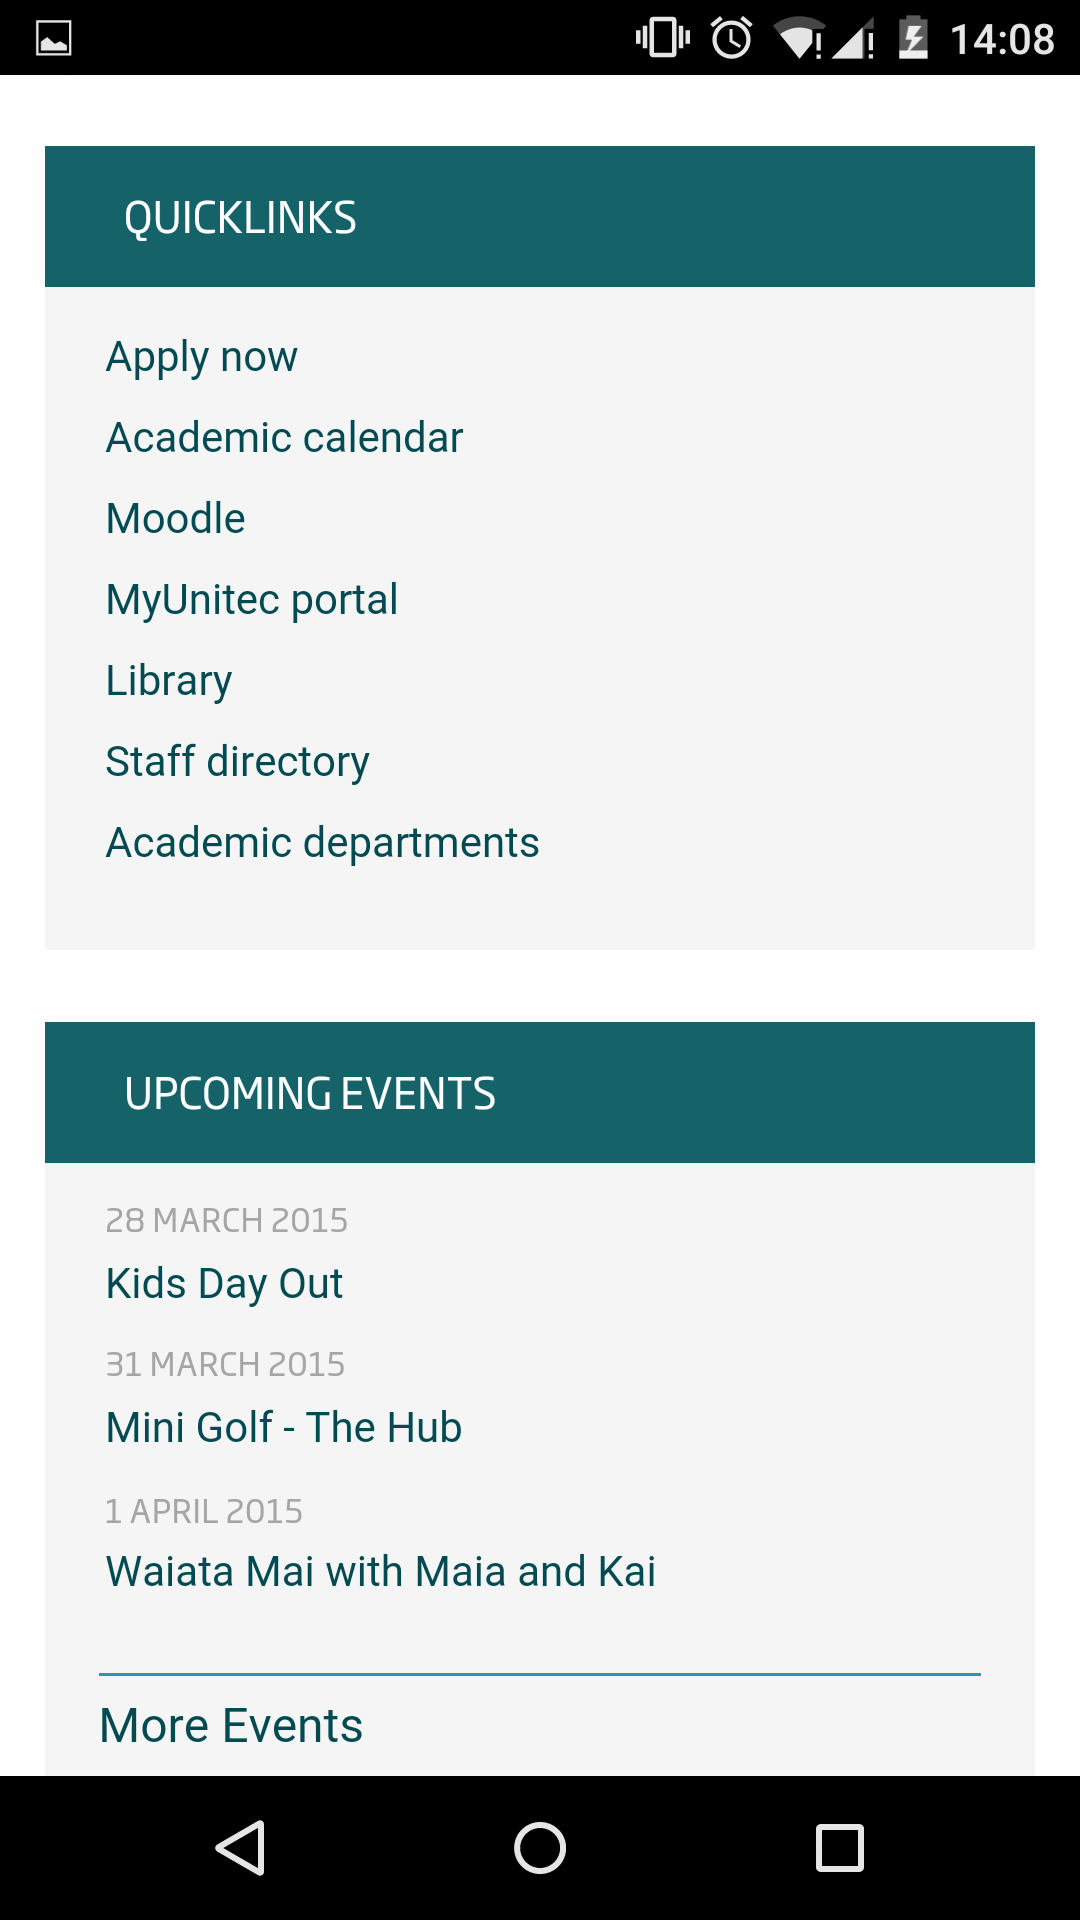 14:08
QUICKLINKS
Apply now
Academic calendar
Moodle
MyUnitec portal
Library
Staff directory
Academic departments
UPCOMING EVENTS
28 MARCH 2015
Kids Day Out
31 MARCH 2015
Mini Golf - The Hub
1 APRIL 2015
Waiata Mai with Maia and Kai
More Events